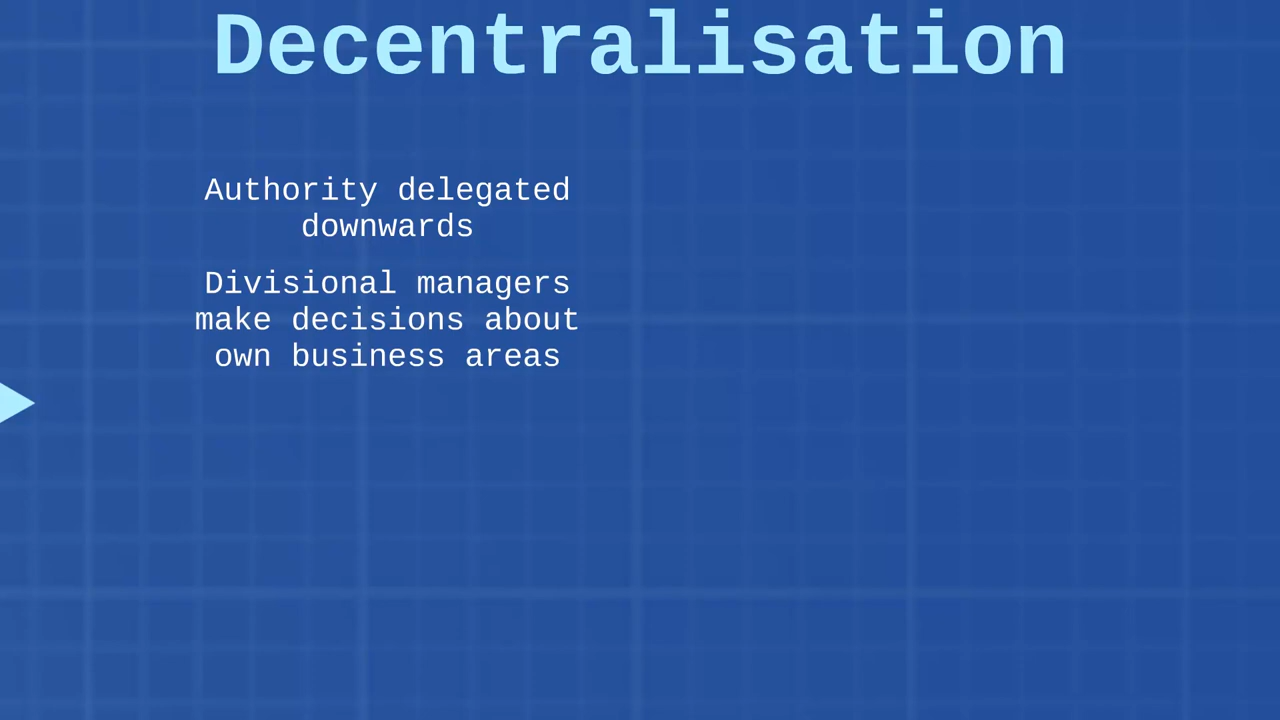 Decentralisation
Authority delegated
downwards
Divisional managers
make decisions about
own business areas